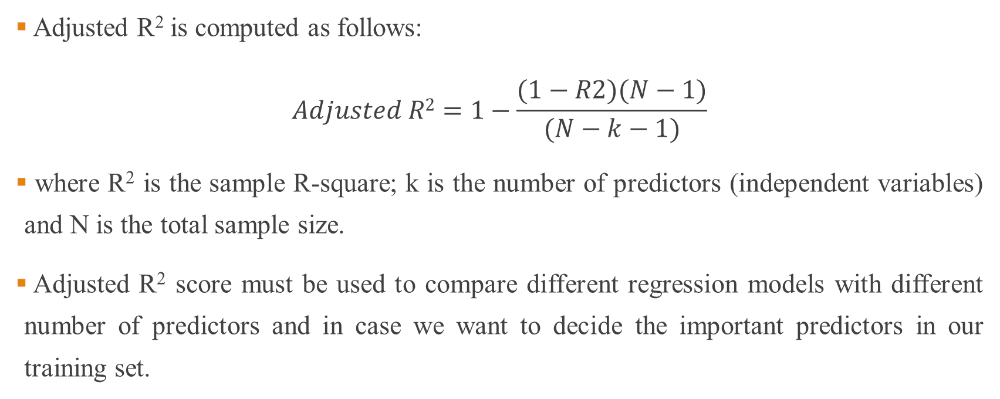 ▪ Adjusted R² is computed as follows:
Adjusted R² = 1 − (1 − R2)(N − 1) / (N − k − 1)
▪ where R² is the sample R-square; k is the number of predictors (independent variables)
and N is the total sample size.
▪ Adjusted R² score must be used to compare different regression models with different
number of predictors and in case we want to decide the important predictors in our
training set.